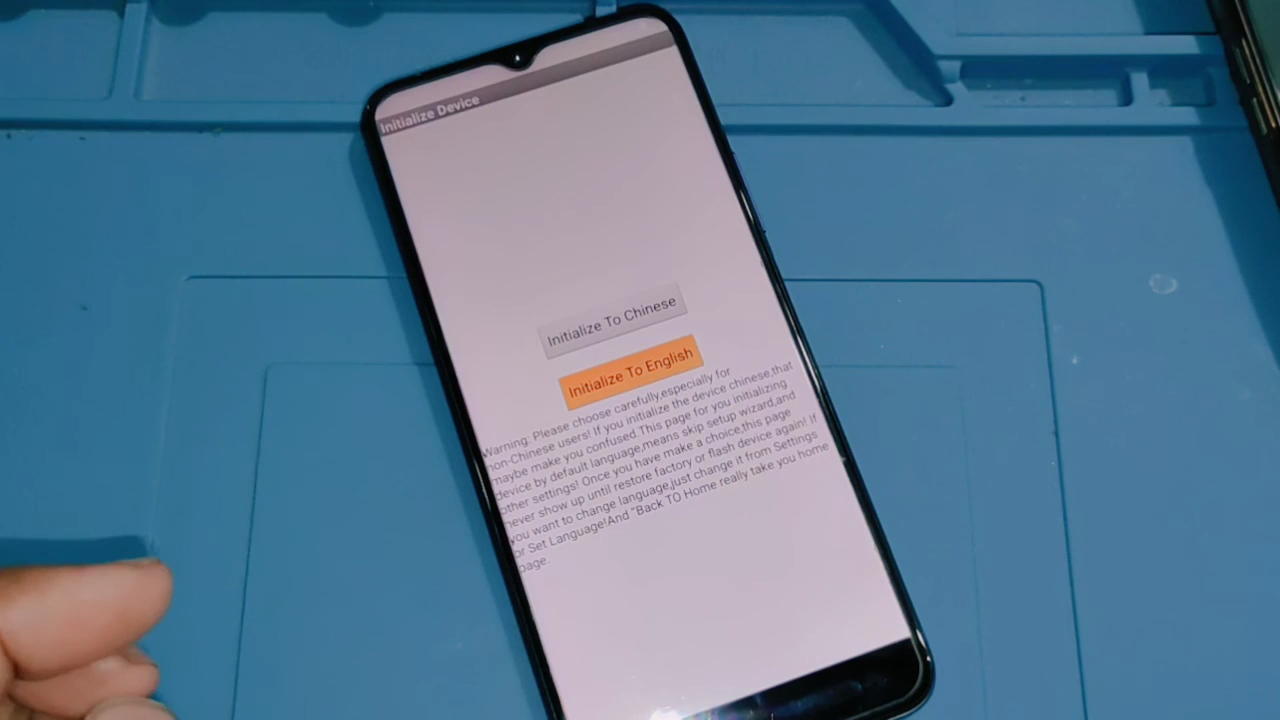 Initialize Device
Initialize To Chinese
Initialize To English
Warning: Please choose carefully,especially for
non-Chinese users! If you initialize the device chinese,that
maybe make you confused.This page for you initializing
device by default language,means skip setup wizard,and
other settings! Once you have make a choice,this page
never show up until restore factory or flash device again! If
you want to change language,just change it from Settings
or Set Language!And "Back TO Home really take you home
page.